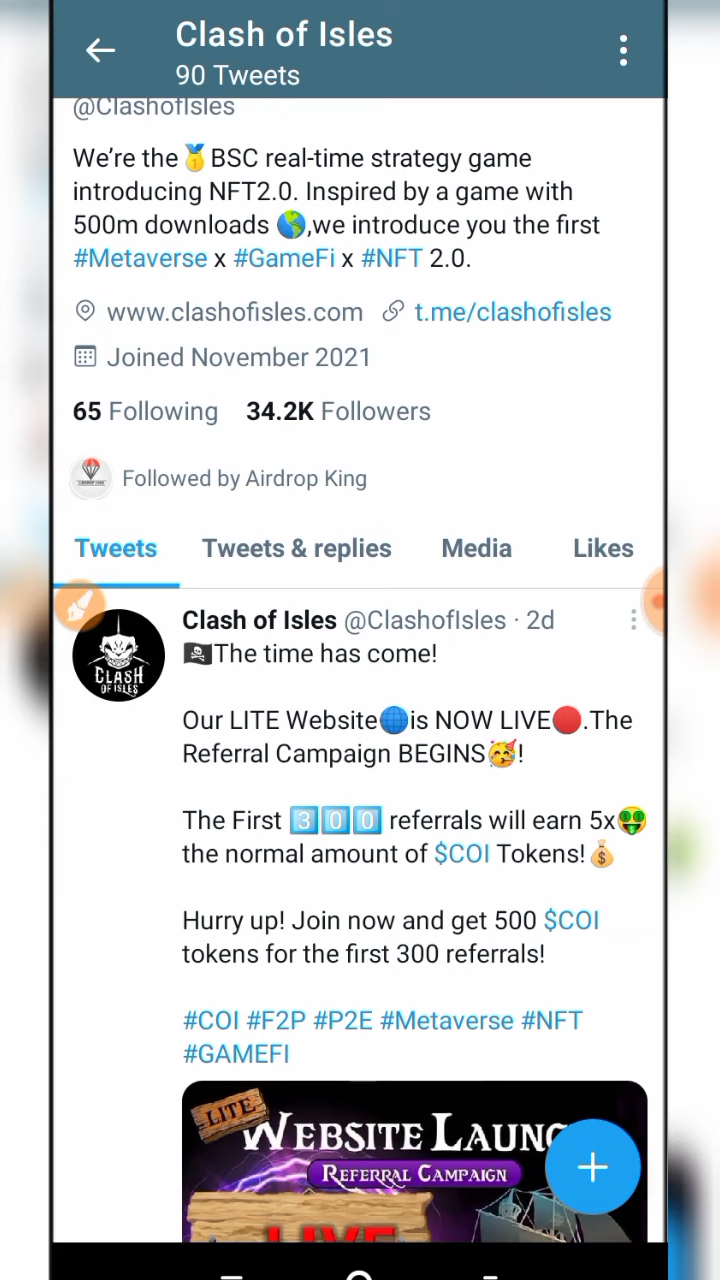 Clash of Isles
90 Tweets
@ClashofIsles
We’re the🥇BSC real-time strategy game
introducing NFT2.0. Inspired by a game with
500m downloads 🌎,we introduce you the first
#Metaverse x #GameFi x #NFT 2.0.
www.clashofisles.com t.me/clashofisles
Joined November 2021
65 Following 34.2K Followers
Followed by Airdrop King
Tweets Tweets & replies Media Likes
Clash of Isles @ClashofIsles · 2d
🏴‍☠️The time has come!
CLASH
OF ISLES
Our LITE Website🌐is NOW LIVE🔴.The
Referral Campaign BEGINS🥳!
The First 3️⃣0️⃣0️⃣ referrals will earn 5x🤑
the normal amount of $COI Tokens!💰
Hurry up! Join now and get 500 $COI
tokens for the first 300 referrals!
#COI #F2P #P2E #Metaverse #NFT
#GAMEFI
LITE
WEBSITE LAUNC
REFERRAL CAMPAIGN
LIVE